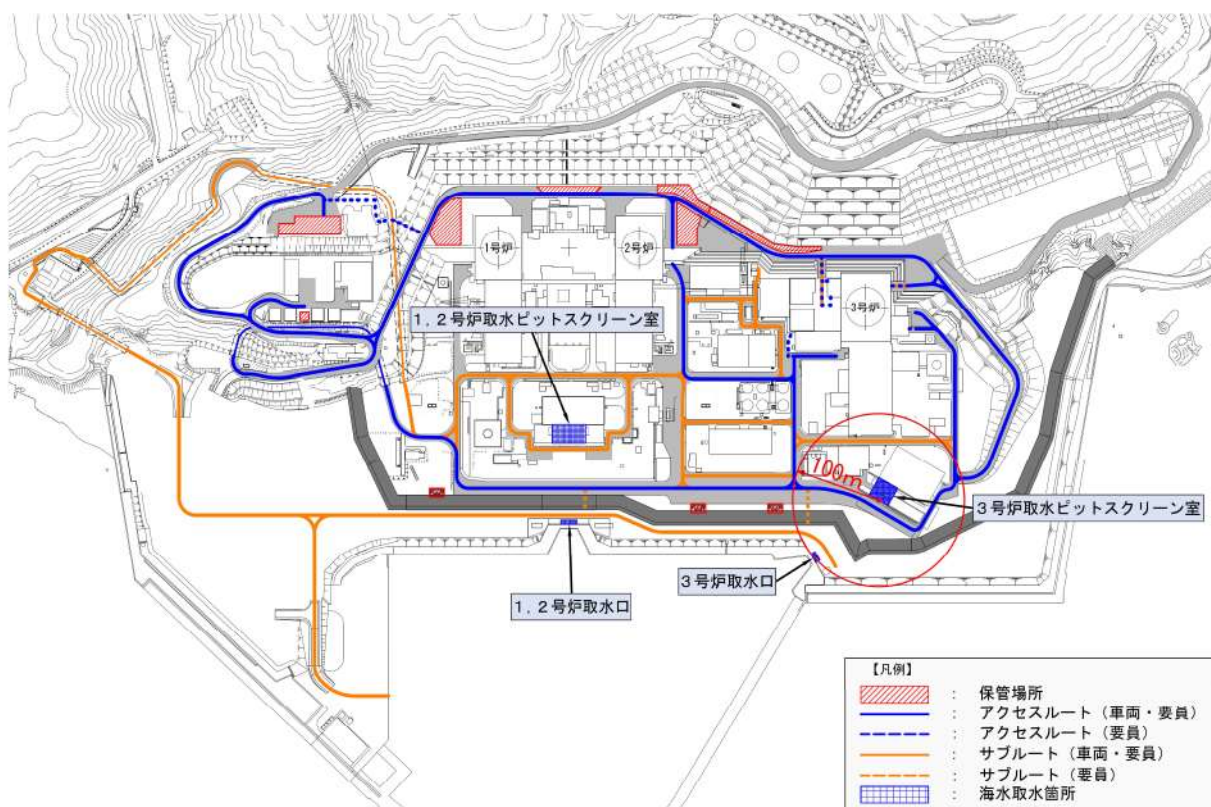 1号炉
2号炉
3号炉
1,2号炉取水ピットスクリーン室
100m
3号炉取水ピットスクリーン室
3号炉取水口
1,2号炉取水口
【凡例】
: 保管場所
: アクセスルート(車両・要員)
: アクセスルート(要員)
: サブルート(車両・要員)
: サブルート(要員)
: 海水取水箇所